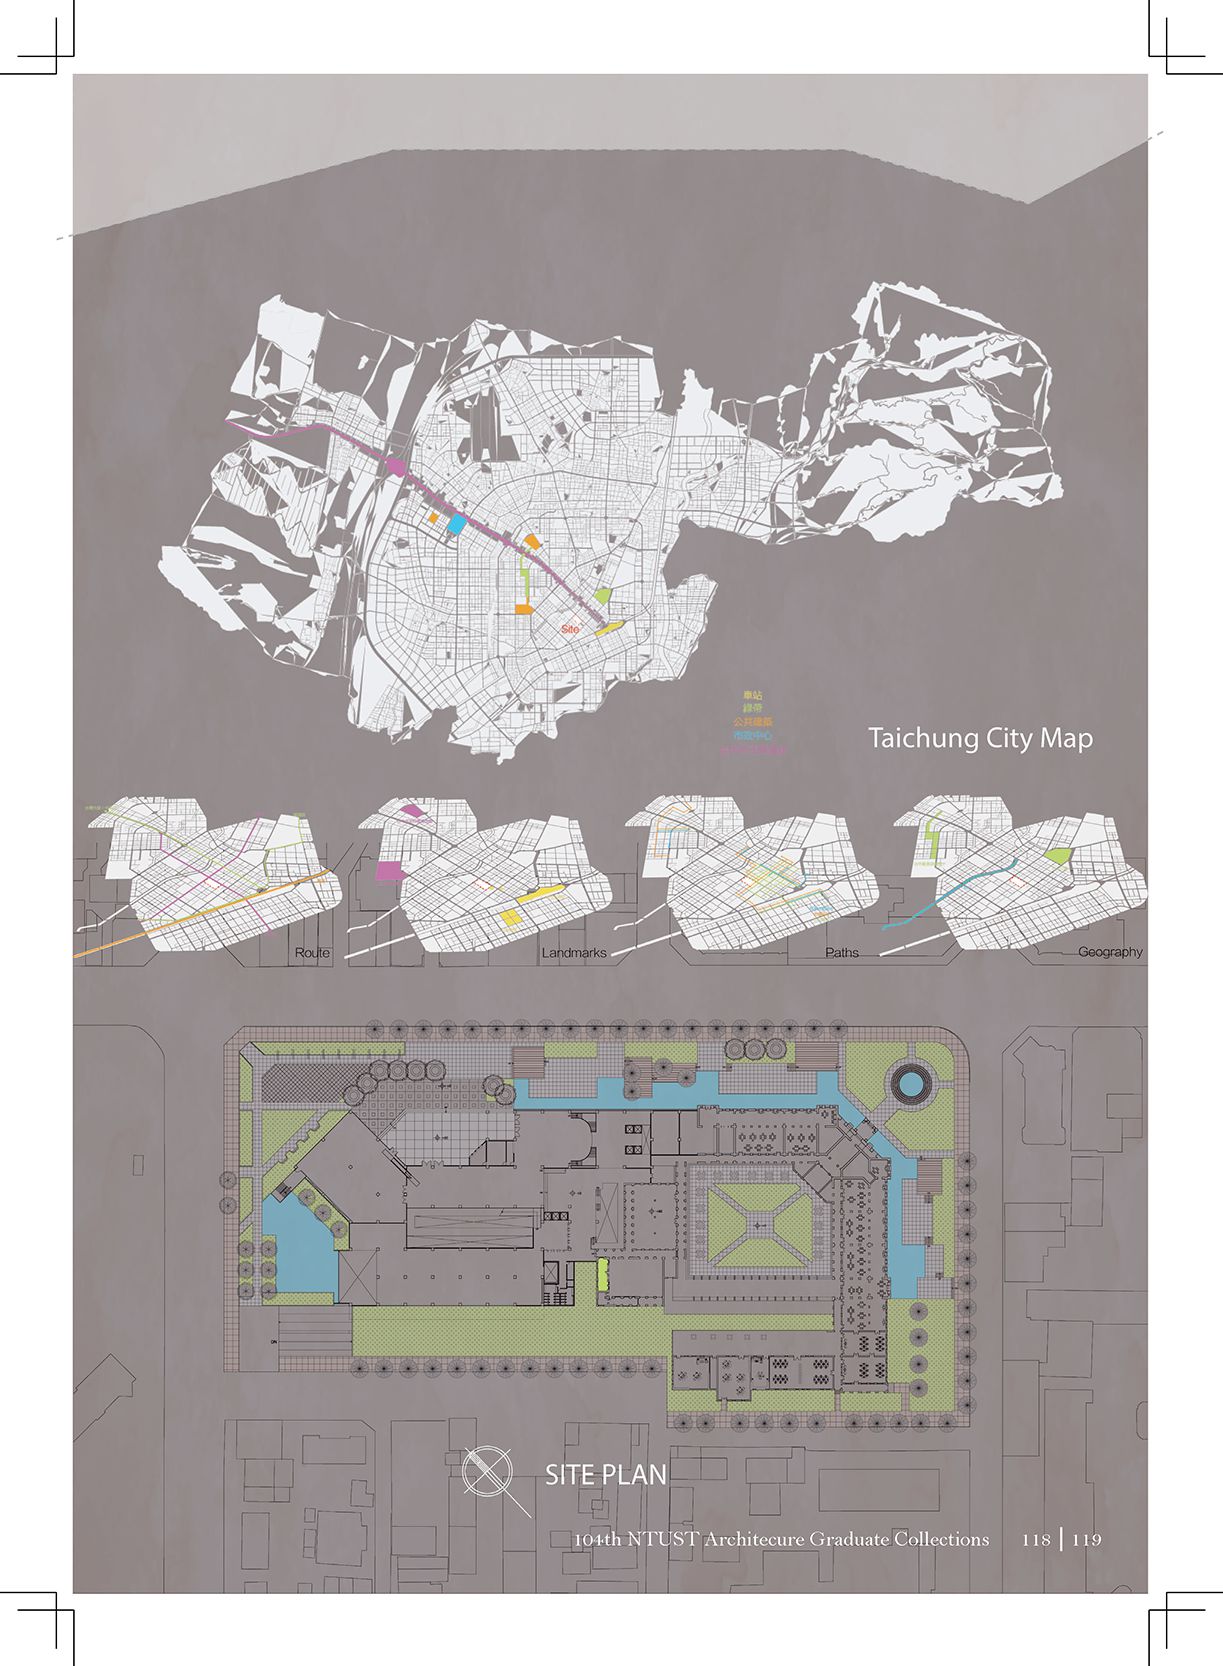 Site
車站
綠帶
公共建築
市政中心
Taichung City Map
Route
Landmarks
Paths
Geography
DN
SITE PLAN
104th NTUST Architecure Graduate Collections 118 | 119